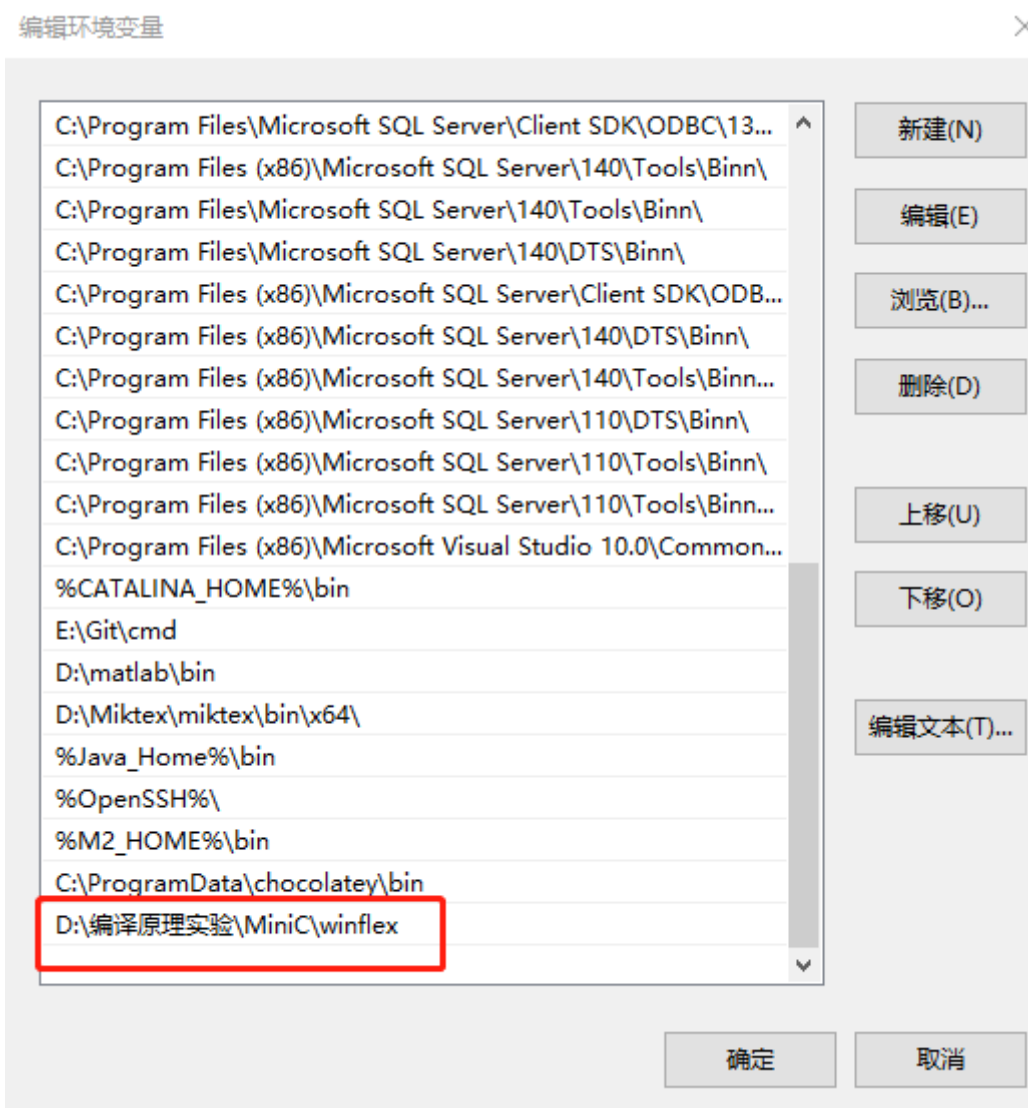 编辑环境变量
C:\Program Files\Microsoft SQL Server\Client SDK\ODBC\13...
新建(N)
C:\Program Files (x86)\Microsoft SQL Server\140\Tools\Binn\
C:\Program Files\Microsoft SQL Server\140\Tools\Binn\
编辑(E)
C:\Program Files\Microsoft SQL Server\140\DTS\Binn\
C:\Program Files (x86)\Microsoft SQL Server\Client SDK\ODB...
浏览(B)...
C:\Program Files (x86)\Microsoft SQL Server\140\DTS\Binn\
C:\Program Files (x86)\Microsoft SQL Server\140\Tools\Binn...
删除(D)
C:\Program Files (x86)\Microsoft SQL Server\110\DTS\Binn\
C:\Program Files (x86)\Microsoft SQL Server\110\Tools\Binn\
C:\Program Files (x86)\Microsoft SQL Server\110\Tools\Binn...
上移(U)
C:\Program Files (x86)\Microsoft Visual Studio 10.0\Common...
%CATALINA_HOME%\bin
下移(O)
E:\Git\cmd
D:\matlab\bin
D:\Miktex\miktex\bin\x64\
编辑文本(T)...
%Java_Home%\bin
%OpenSSH%\
%M2_HOME%\bin
C:\ProgramData\chocolatey\bin
D:\编译原理实验\MiniC\winflex
确定
取消